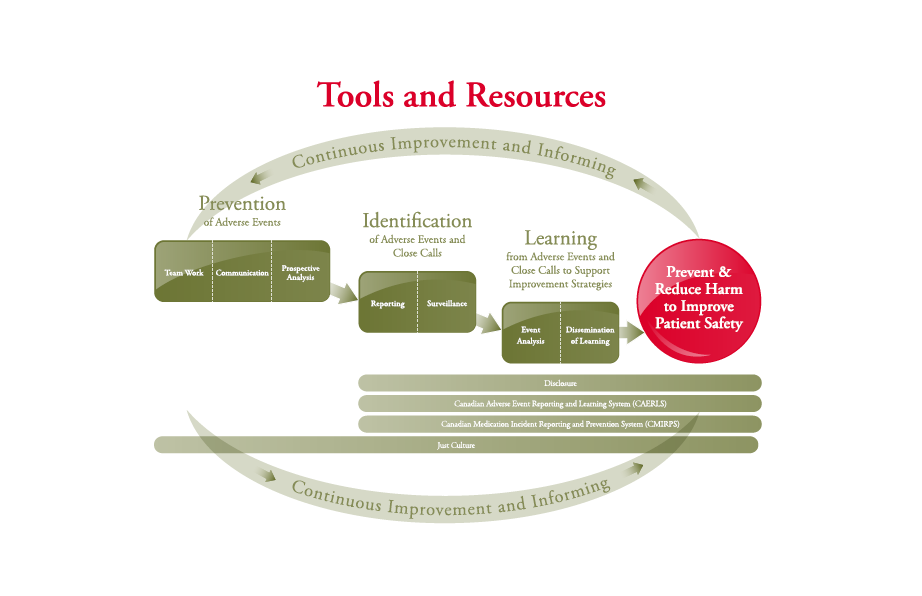 Tools and Resources
Continuous Improvement and Informing
Prevention
of Adverse Events
Team Work
Communication
Prospective
Analysis
Identification
of Adverse Events and
Close Calls
Reporting
Surveillance
Learning
from Adverse Events and
Close Calls to Support
Improvement Strategies
Event
Analysis
Dissemination
of Learning
Prevent &
Reduce Harm
to Improve
Patient Safety
Disclosure
Canadian Adverse Event Reporting and Learning System (CAERLS)
Canadian Medication Incident Reporting and Prevention System (CMIRPS)
Just Culture
Continuous Improvement and Informing